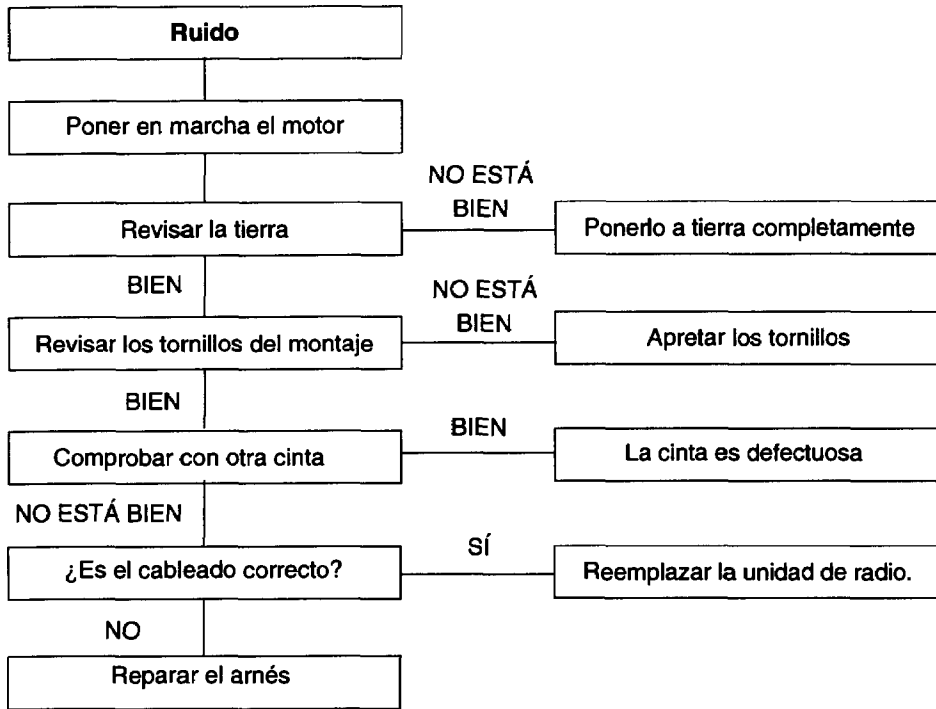 Ruido
Poner en marcha el motor
NO ESTÁ
BIEN
Revisar la tierra
Ponerlo a tierra completamente
BIEN
NO ESTÁ
BIEN
Revisar los tornillos del montaje
Apretar los tornillos
BIEN
BIEN
Comprobar con otra cinta
La cinta es defectuosa
NO ESTÁ BIEN
SÍ
¿Es el cableado correcto?
Reemplazar la unidad de radio.
NO
Reparar el arnés